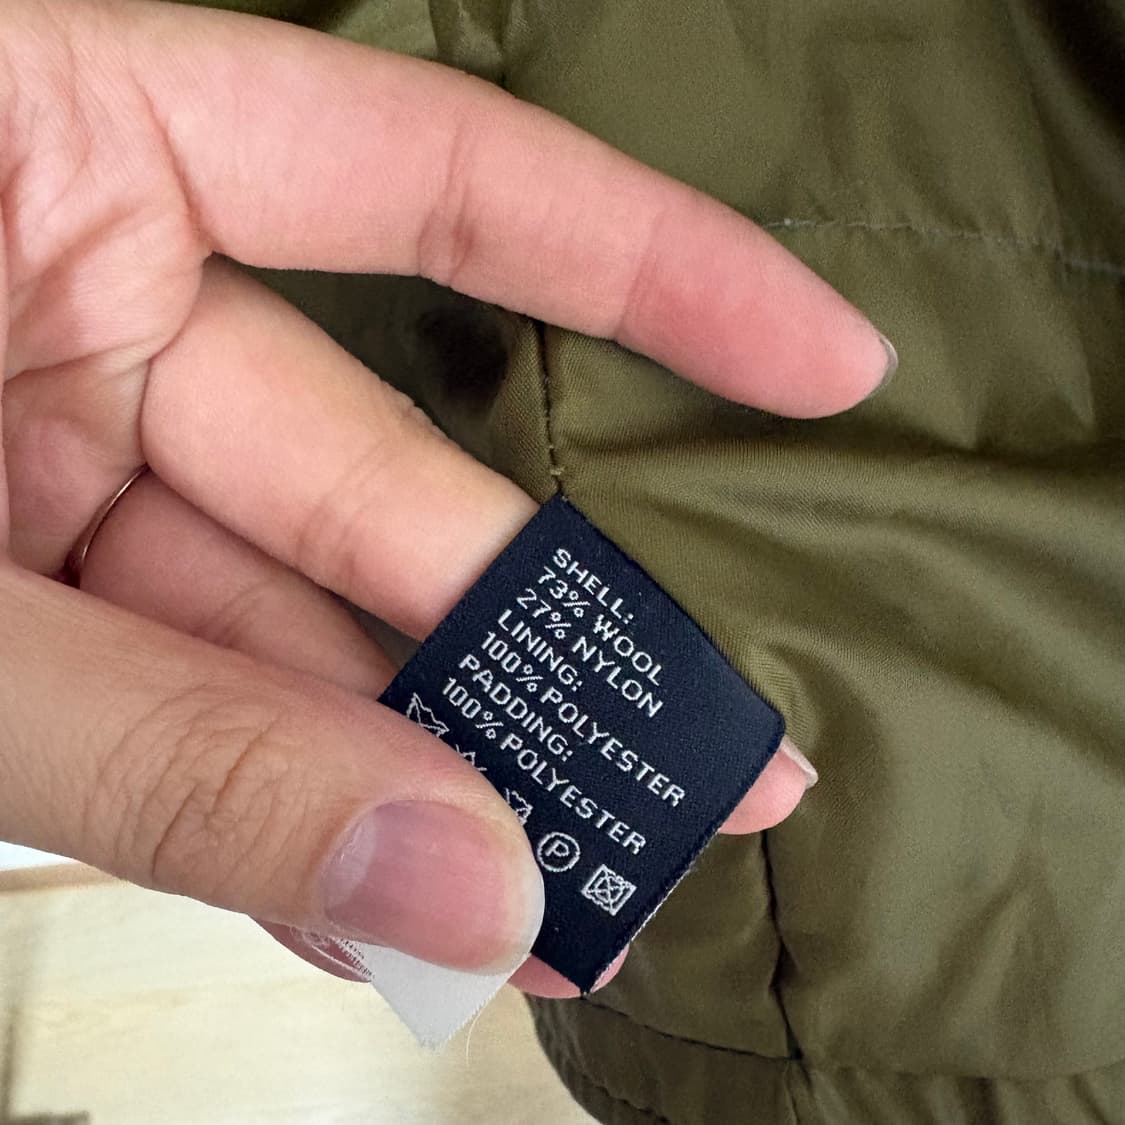 SHELL:
73% WOOL
27% NYLON
LINING:
100% POLYESTER
PADDING:
100% POLYESTER
P